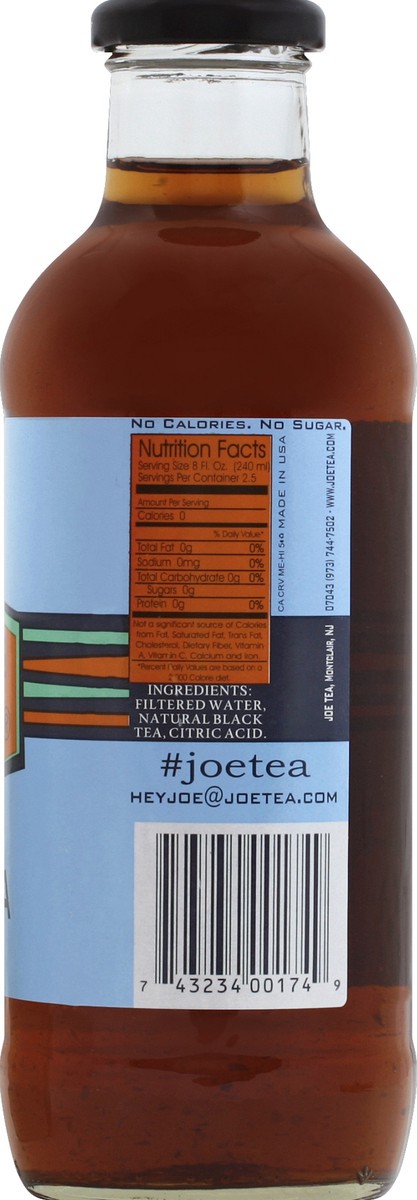 No Calories. No Sugar.
Nutrition Facts
Serving Size 8 Fl. Oz. (240 ml)
Servings Per Container 2.5
Amount Per Serving
Calories 0
% Daily Value*
Total Fat 0g 0%
Sodium 0mg 0%
Total Carbohydrate 0g 0%
Sugars 0g
Protein 0g 0%
Not a significant source of Calories
from Fat, Saturated Fat, Trans Fat,
Cholesterol, Dietary Fiber, Vitamin
A, Vitamin C, Calcium and Iron.
*Percent Daily Values are based on a
2,000 Calorie diet.
INGREDIENTS:
FILTERED WATER,
NATURAL BLACK
TEA, CITRIC ACID.
CA CRV ME-HI 5¢ MADE IN USA
JOE TEA, MONTCLAIR, NJ 07043 (973) 744-7502 · WWW.JOETEA.COM
#joetea
HEYJOE@JOETEA.COM
7 43234 00174 9